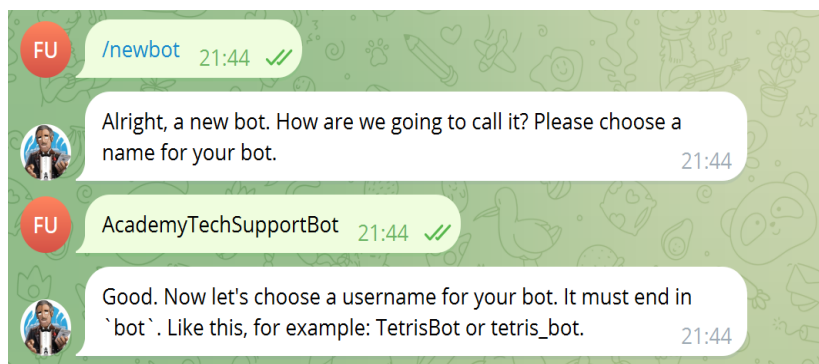 FU
/newbot 21:44
Alright, a new bot. How are we going to call it? Please choose a
name for your bot.
21:44
FU
AcademyTechSupportBot 21:44
Good. Now let's choose a username for your bot. It must end in
`bot`. Like this, for example: TetrisBot or tetris_bot.
21:44